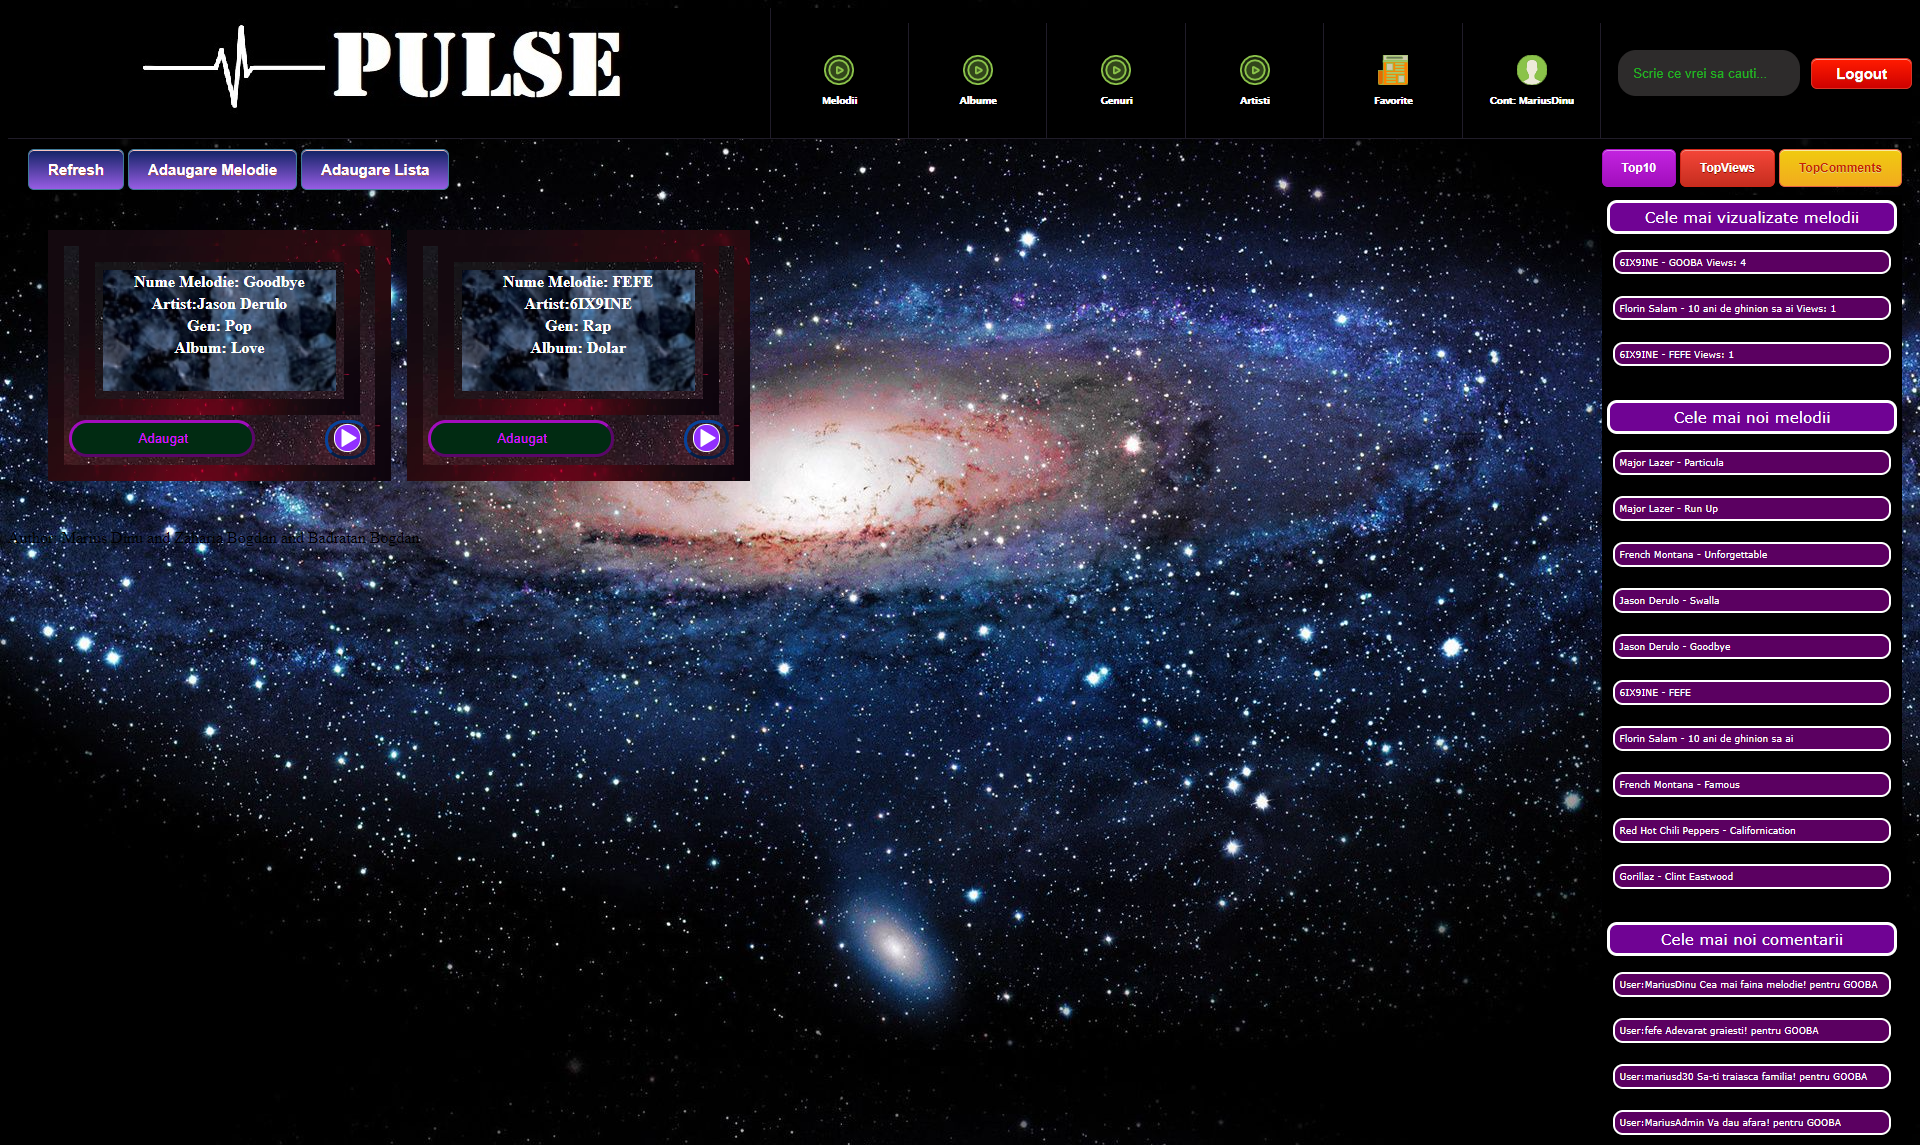 PULSE
Melodii
Albume
Genuri
Artisti
Favorite
Cont: MariusDinu
Scrie ce vrei sa cauti...
Logout
Refresh
Adaugare Melodie
Adaugare Lista
Top10
TopViews
TopComments
Nume Melodie: Goodbye
Artist:Jason Derulo
Gen: Pop
Album: Love
Adaugat
Nume Melodie: FEFE
Artist:6IX9INE
Gen: Rap
Album: Dolar
Adaugat
Author: Marius Dinu and Zaharia Bogdan and Badratan Bogdan
Cele mai vizualizate melodii
6IX9INE - GOOBA Views: 4
Florin Salam - 10 ani de ghinion sa ai Views: 1
6IX9INE - FEFE Views: 1
Cele mai noi melodii
Major Lazer - Particula
Major Lazer - Run Up
French Montana - Unforgettable
Jason Derulo - Swalla
Jason Derulo - Goodbye
6IX9INE - FEFE
Florin Salam - 10 ani de ghinion sa ai
French Montana - Famous
Red Hot Chili Peppers - Californication
Gorillaz - Clint Eastwood
Cele mai noi comentarii
User:MariusDinu Cea mai faina melodie! pentru GOOBA
User:fefe Adevarat graiesti! pentru GOOBA
User:mariusd30 Sa-ti traiasca familia! pentru GOOBA
User:MariusAdmin Va dau afara! pentru GOOBA